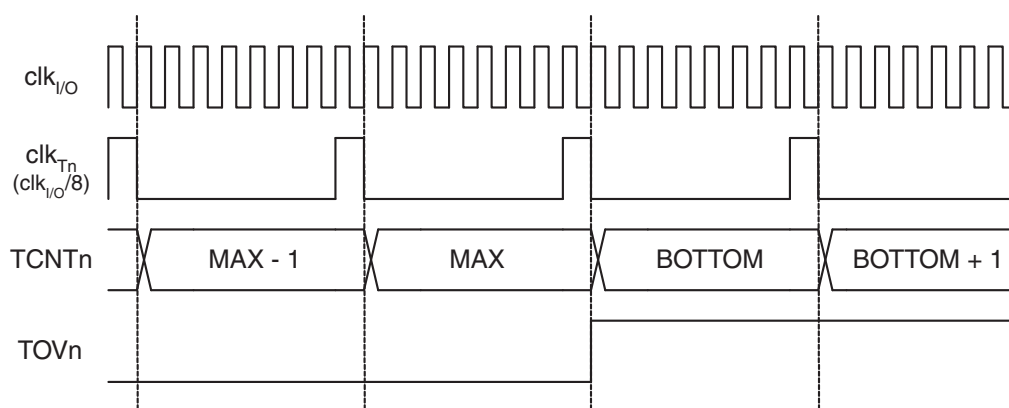 clkI/O
clkTn
(clkI/O/8)
TCNTn MAX - 1 MAX BOTTOM BOTTOM + 1
TOVn